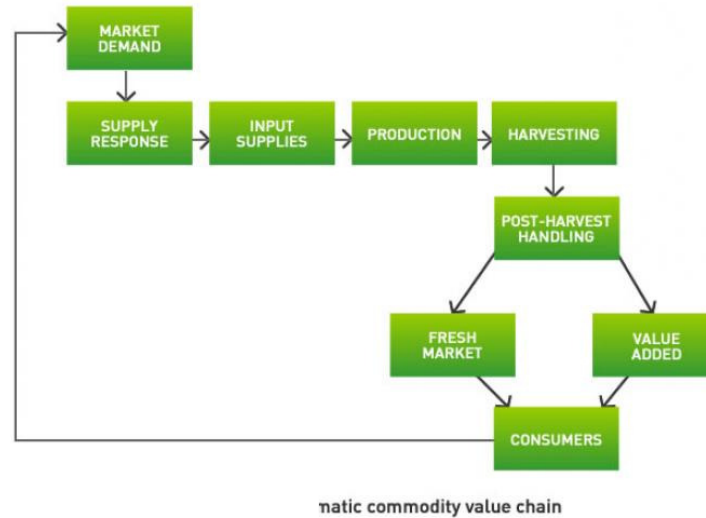 MARKET
DEMAND
SUPPLY
RESPONSE
INPUT
SUPPLIES
PRODUCTION
HARVESTING
POST-HARVEST
HANDLING
FRESH
MARKET
VALUE
ADDED
CONSUMERS
commodity value chain